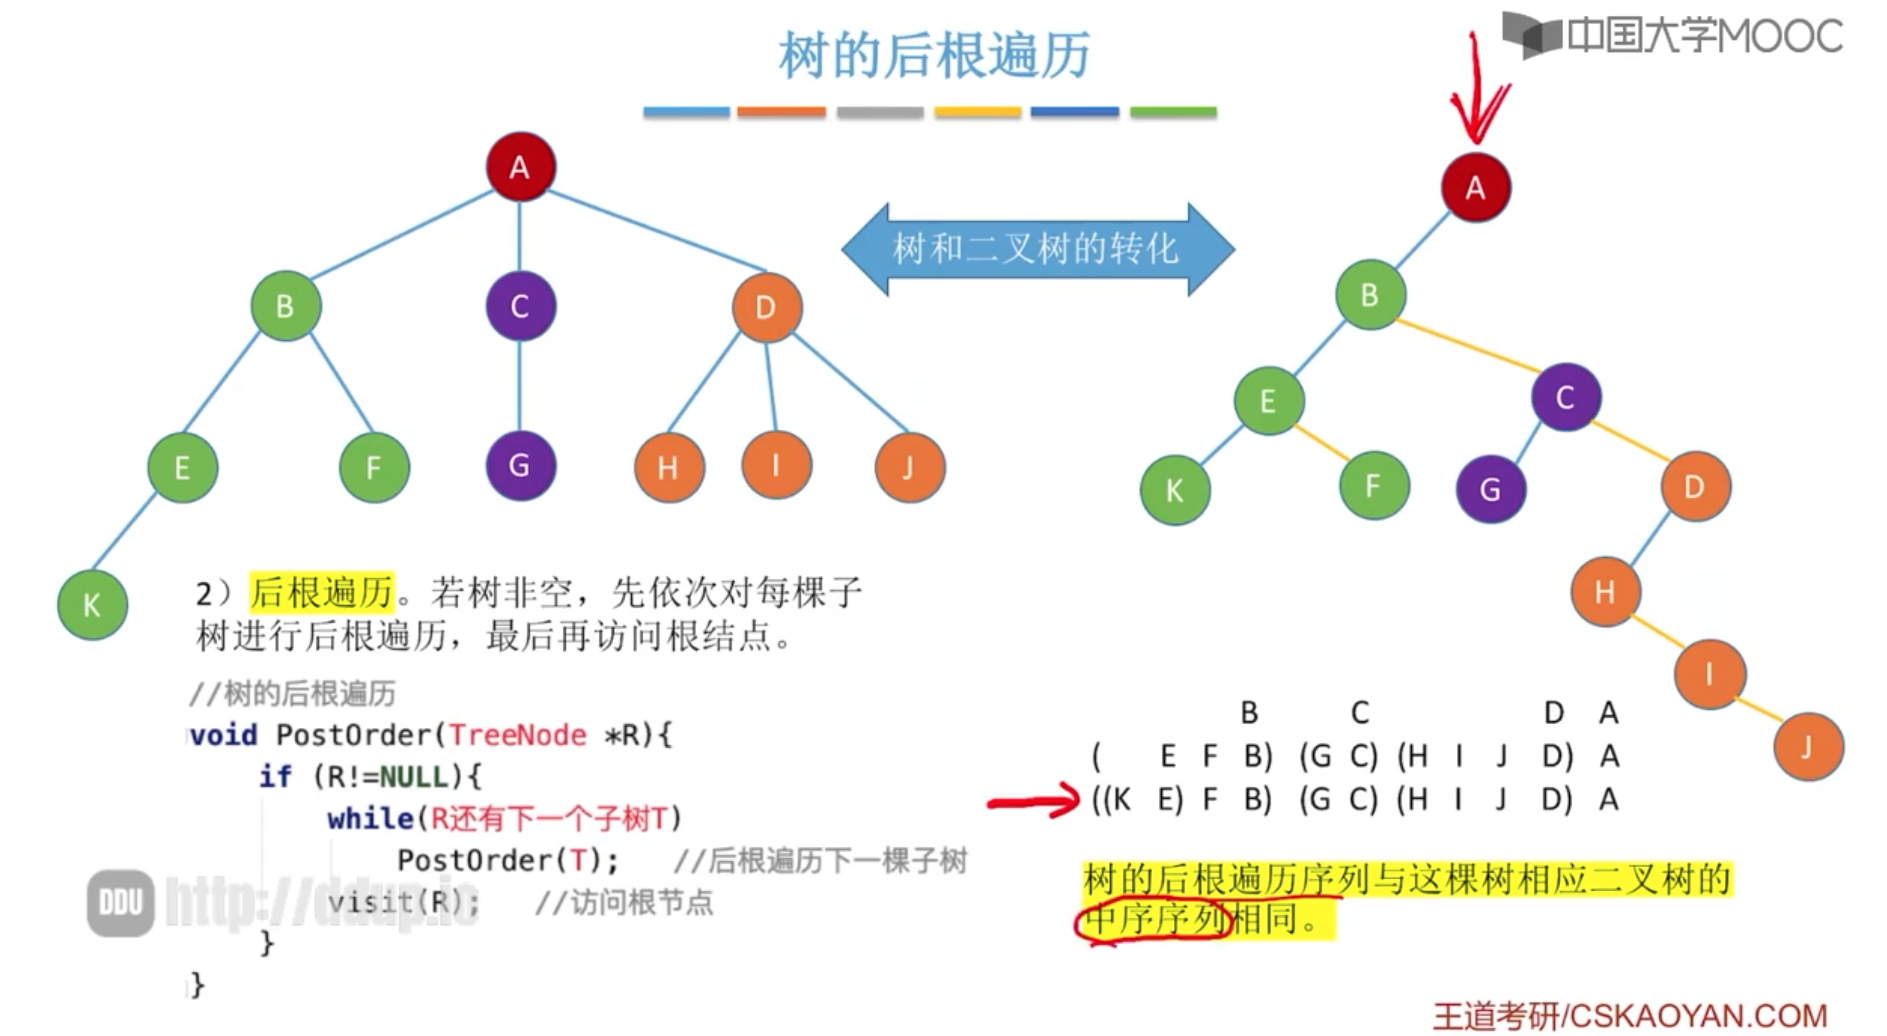 树的后根遍历
中国大学MOOC
A
B
C
D
E
F
G
H
I
J
K
树和二叉树的转化
A
B
E
C
K
F
G
D
H
I
J
2）后根遍历。若树非空，先依次对每棵子
树进行后根遍历，最后再访问根结点。
//树的后根遍历
void PostOrder(TreeNode *R){
if (R!=NULL){
while(R还有下一个子树T)
PostOrder(T); //后根遍历下一棵子树
visit(R); //访问根节点
}
}
DDU http://ddup.ic
B C D A
( E F B) (G C) (H I J D) A
((K E) F B) (G C) (H I J D) A
树的后根遍历序列与这棵树相应二叉树的
中序序列相同。
王道考研/CSKAOYAN.COM